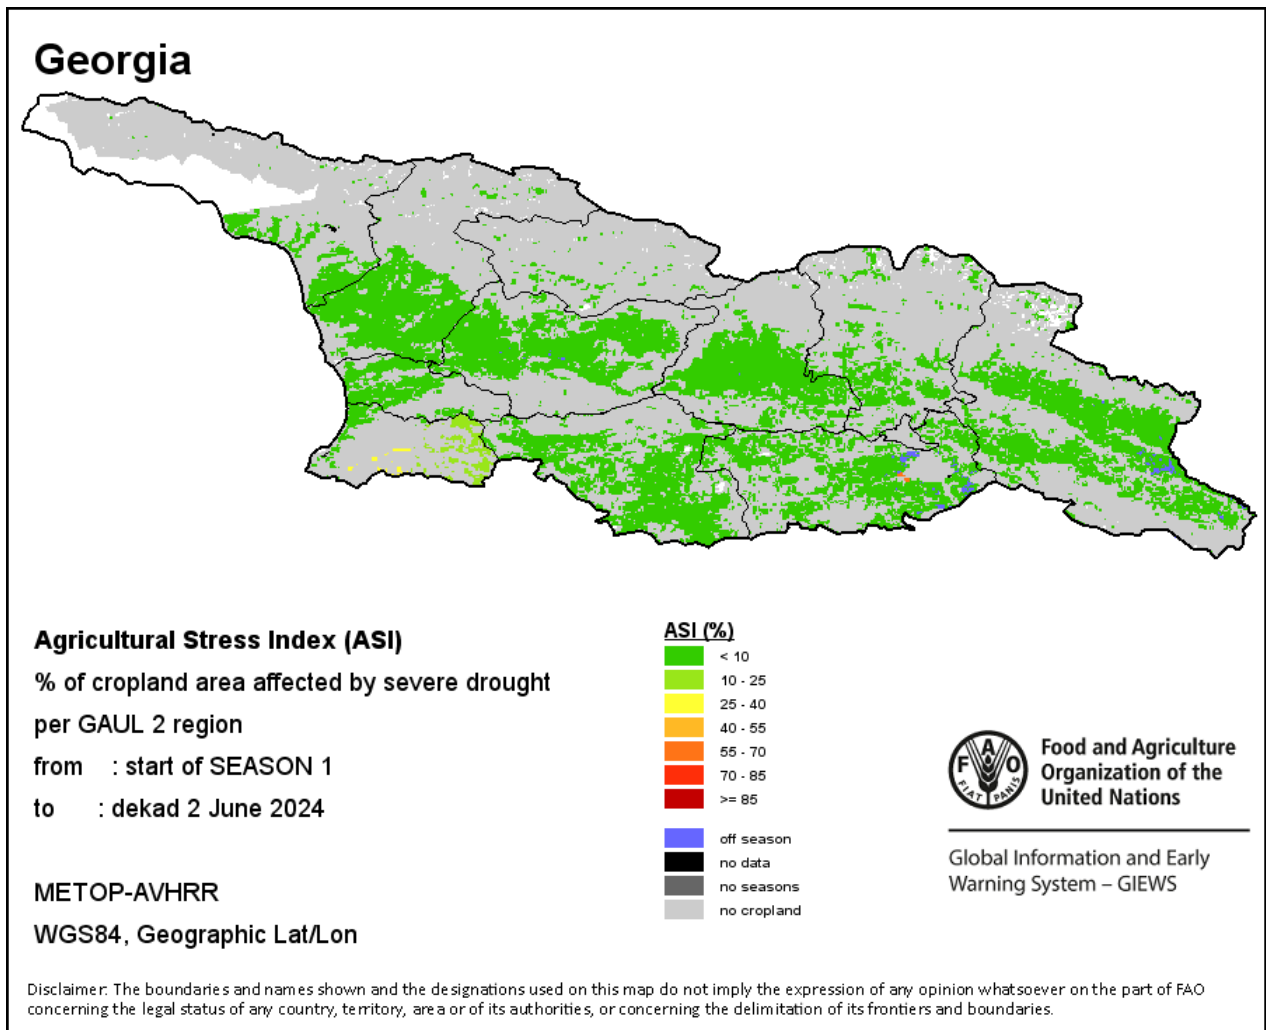 Georgia
Agricultural Stress Index (ASI)
% of cropland area affected by severe drought
per GAUL 2 region
from : start of SEASON 1
to : dekad 2 June 2024
METOP-AVHRR
WGS84, Geographic Lat/Lon
ASI (%)
< 10
10 - 25
25 - 40
40 - 55
55 - 70
70 - 85
>= 85
off season
no data
no seasons
no cropland
F A O
FIAT PANIS
Food and Agriculture
Organization of the
United Nations
Global Information and Early
Warning System – GIEWS
Disclaimer: The boundaries and names shown and the designations used on this map do not imply the expression of any opinion whatsoever on the part of FAO
concerning the legal status of any country, territory, area or of its authorities, or concerning the delimitation of its frontiers and boundaries.